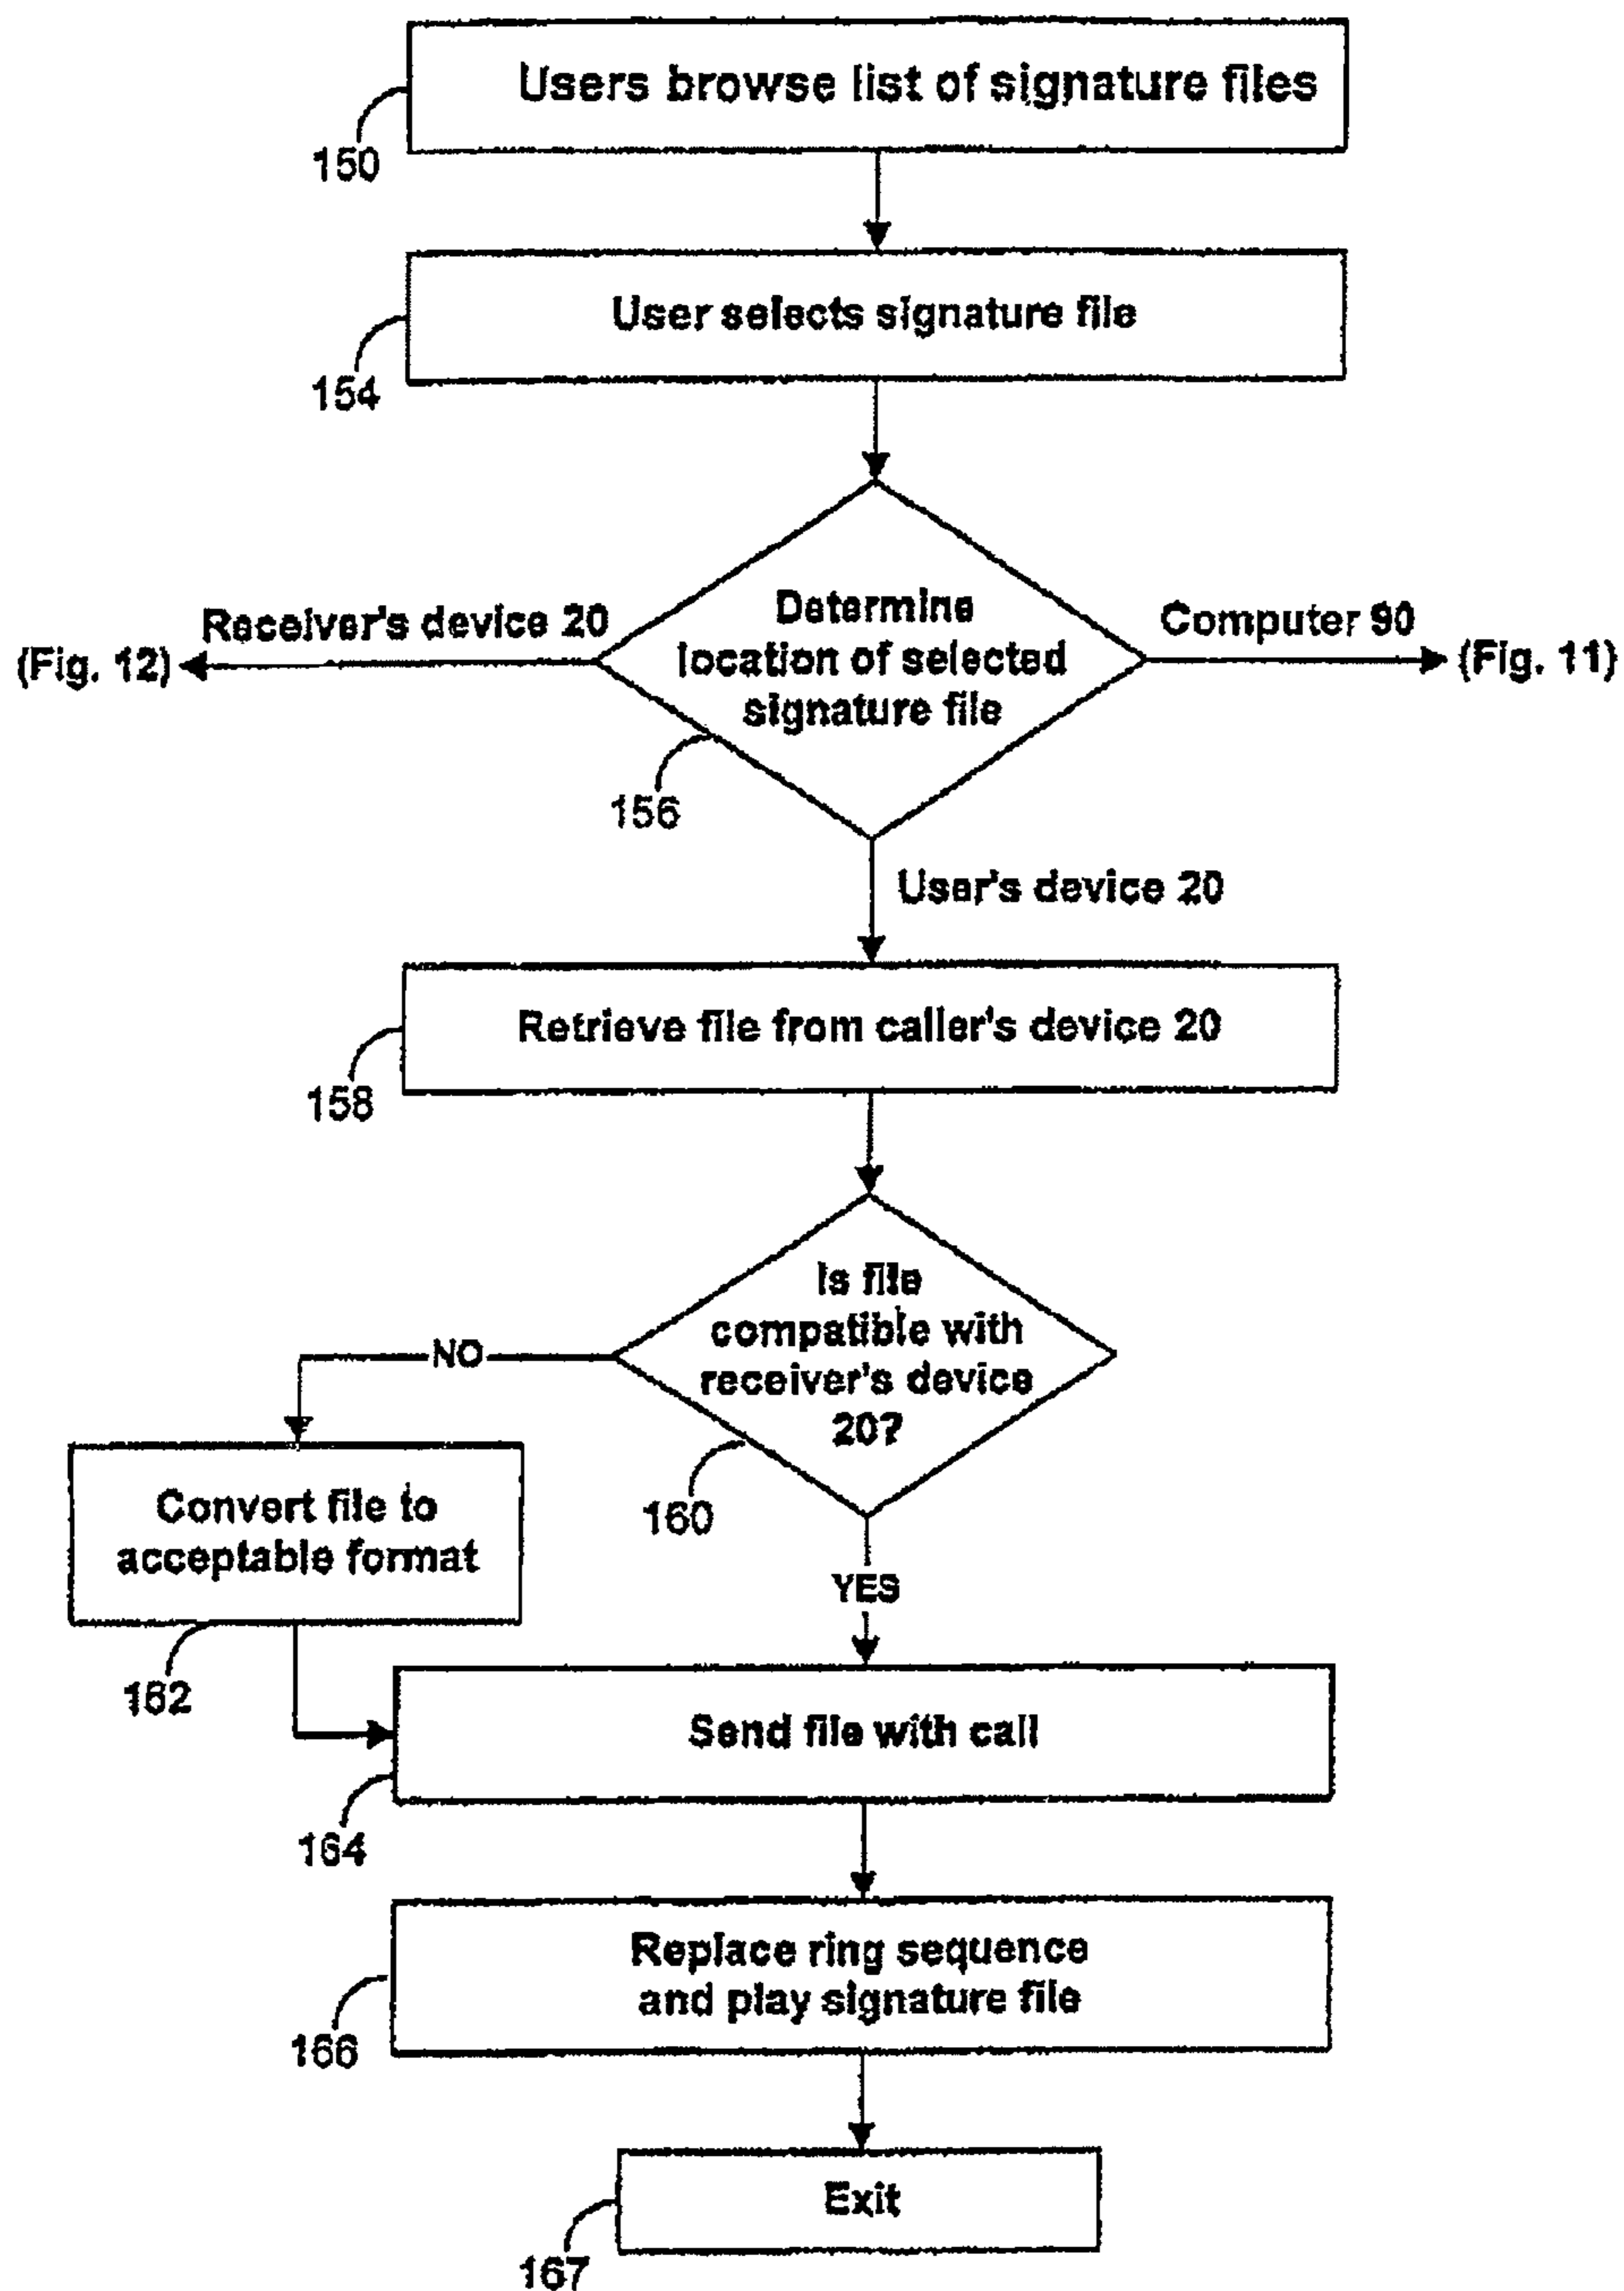 Users browse list of signature files
150
User selects signature file
154
Receiver's device 20
(Fig. 12)
Determine
location of selected
signature file
Computer 90
(Fig. 11)
156
User's device 20
Retrieve file from caller's device 20
158
Is file
compatible with
receiver's device
20?
NO
160
Convert file to
acceptable format
YES
162
Send file with call
164
Replace ring sequence
and play signature file
166
Exit
167